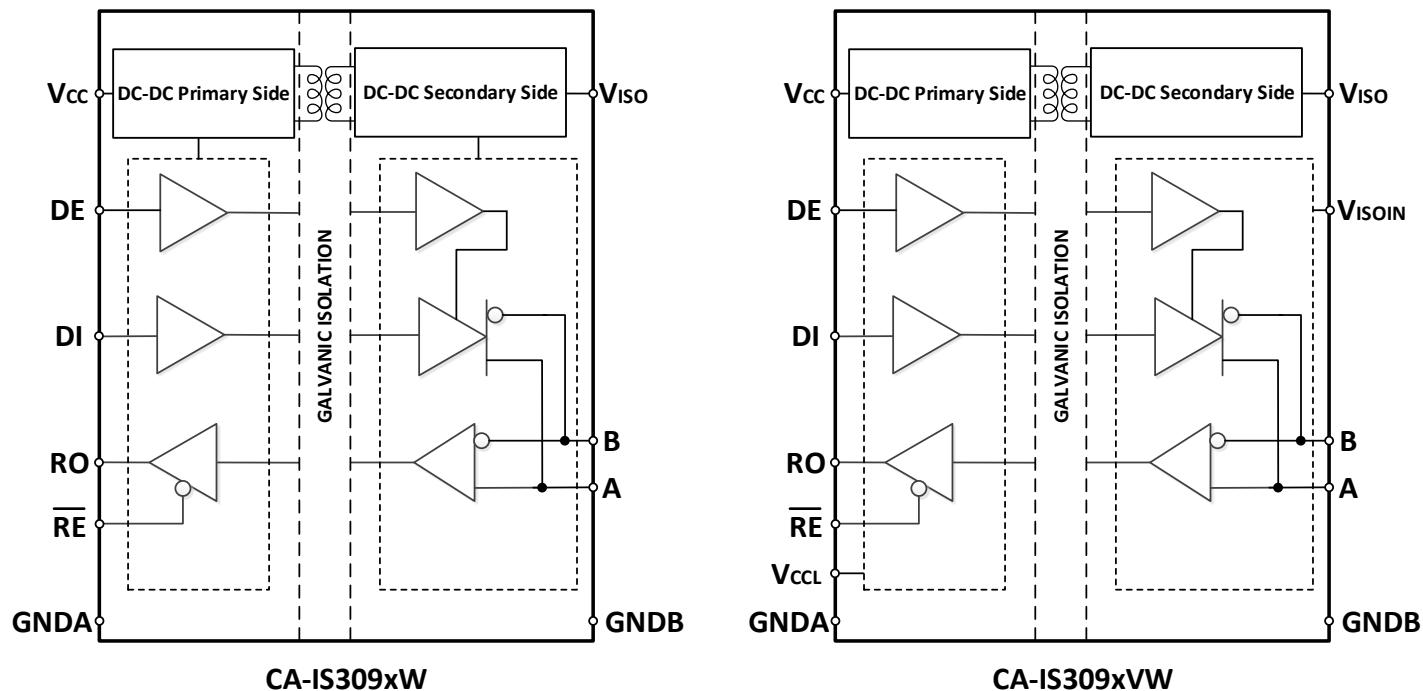 VCC
DC-DC Primary Side
DC-DC Secondary Side
VISO
DE
DI
GALVANIC ISOLATION
RO
B
A
RE
GNDA
GNDB
CA-IS309xW
VCC
DC-DC Primary Side
DC-DC Secondary Side
VISO
DE
VISOIN
DI
GALVANIC ISOLATION
RO
B
A
RE
VCCL
GNDA
GNDB
CA-IS309xVW